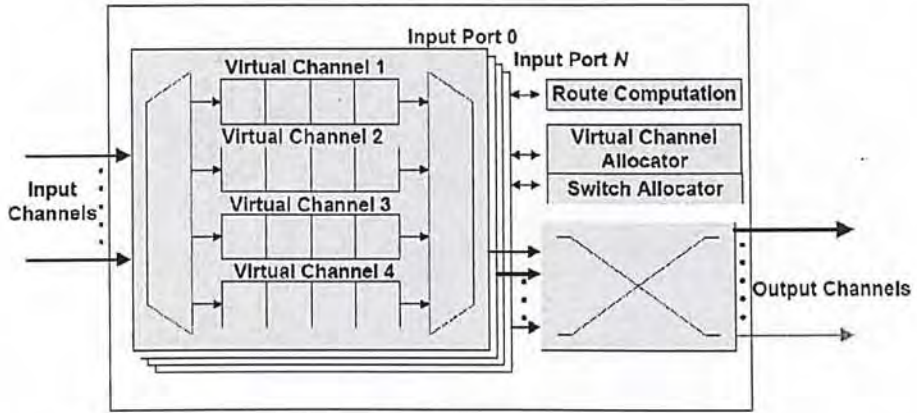 Input Port 0
Input Port N
Virtual Channel 1
Virtual Channel 2
Virtual Channel 3
Virtual Channel 4
Input
Channels
Route Computation
Virtual Channel
Allocator
Switch Allocator
Output Channels